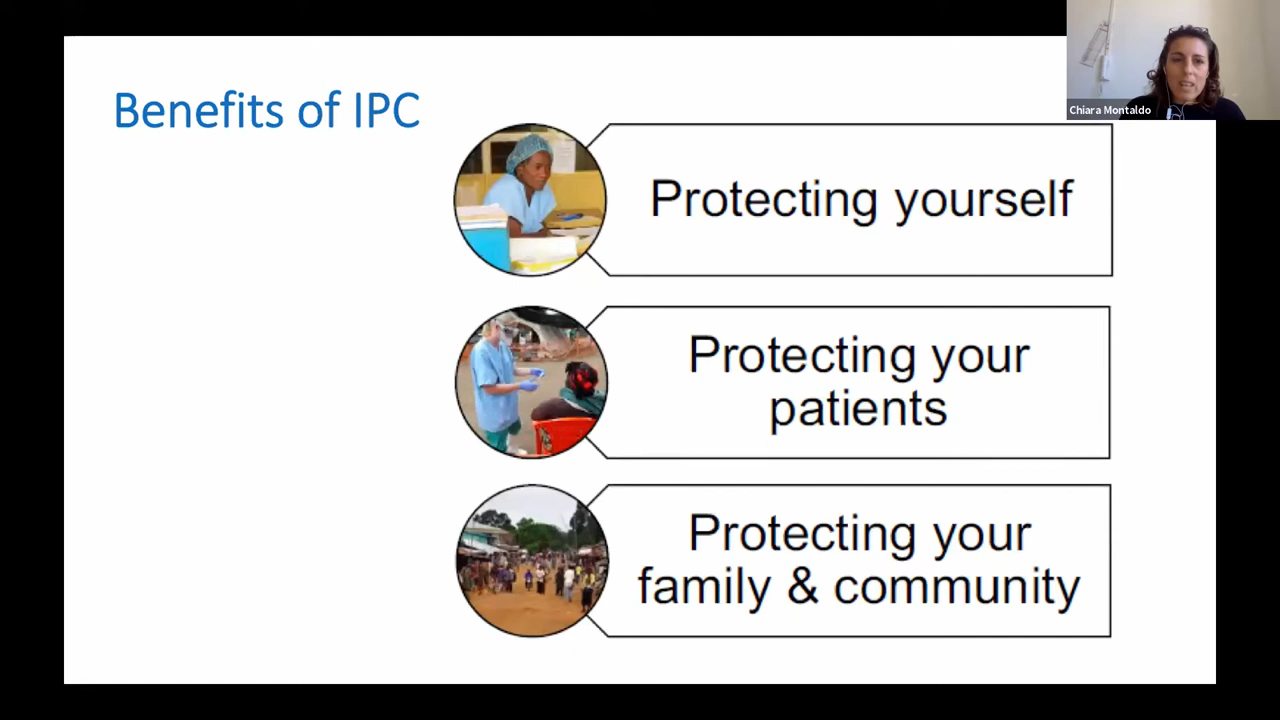 Benefits of IPC
Chiara Montaldo
Protecting yourself
Protecting your
patients
Protecting your
family & community